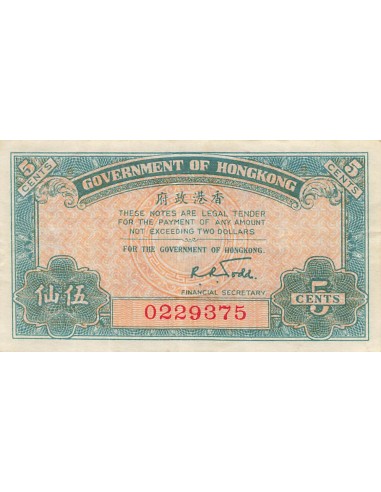 5 CENTS
GOVERNMENT OF HONGKONG
5 CENTS
府政港香
THESE NOTES ARE LEGAL TENDER
FOR THE PAYMENT OF ANY AMOUNT
NOT EXCEEDING TWO DOLLARS
FOR THE GOVERNMENT OF HONGKONG.
R R Todd
FINANCIAL SECRETARY
仙伍
5 CENTS
0229375